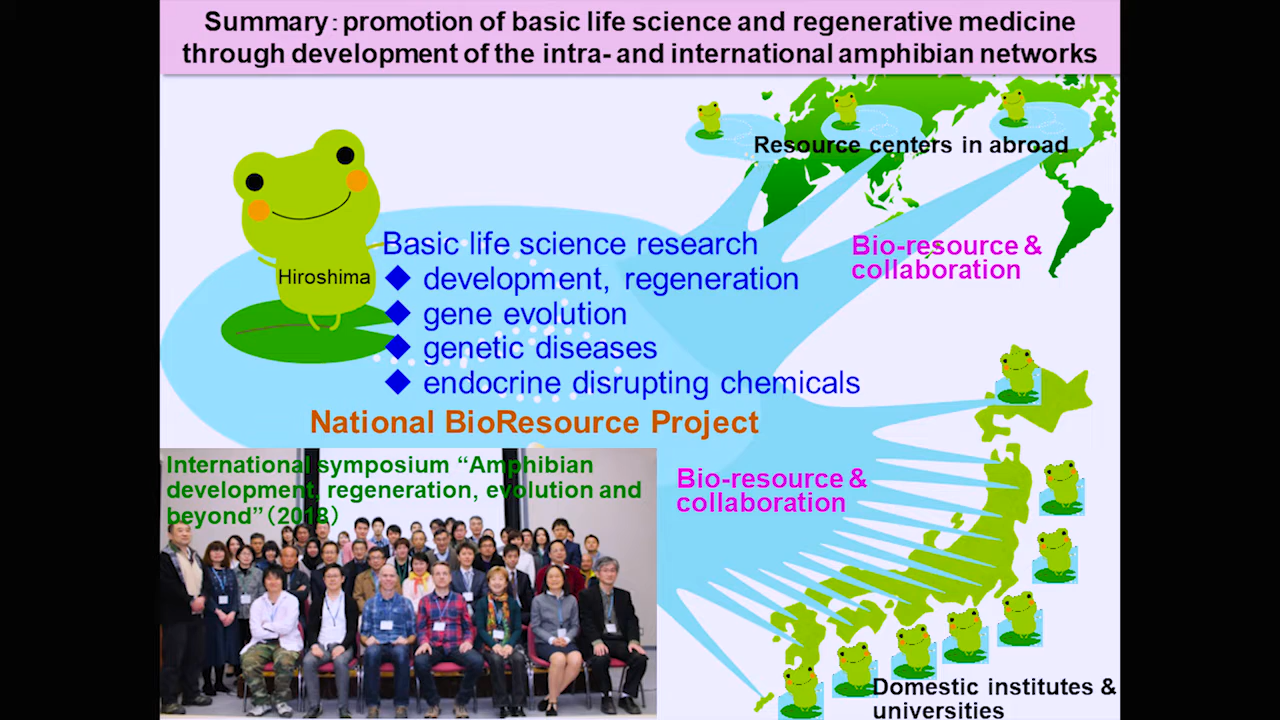 Summary：promotion of basic life science and regenerative medicine
through development of the intra- and international amphibian networks
Resource centers in abroad
Hiroshima
Basic life science research
◆ development, regeneration
◆ gene evolution
◆ genetic diseases
◆ endocrine disrupting chemicals
Bio-resource &
collaboration
National BioResource Project
International symposium “Amphibian
development, regeneration, evolution and
beyond”（2018）
Bio-resource &
collaboration
Domestic institutes &
universities